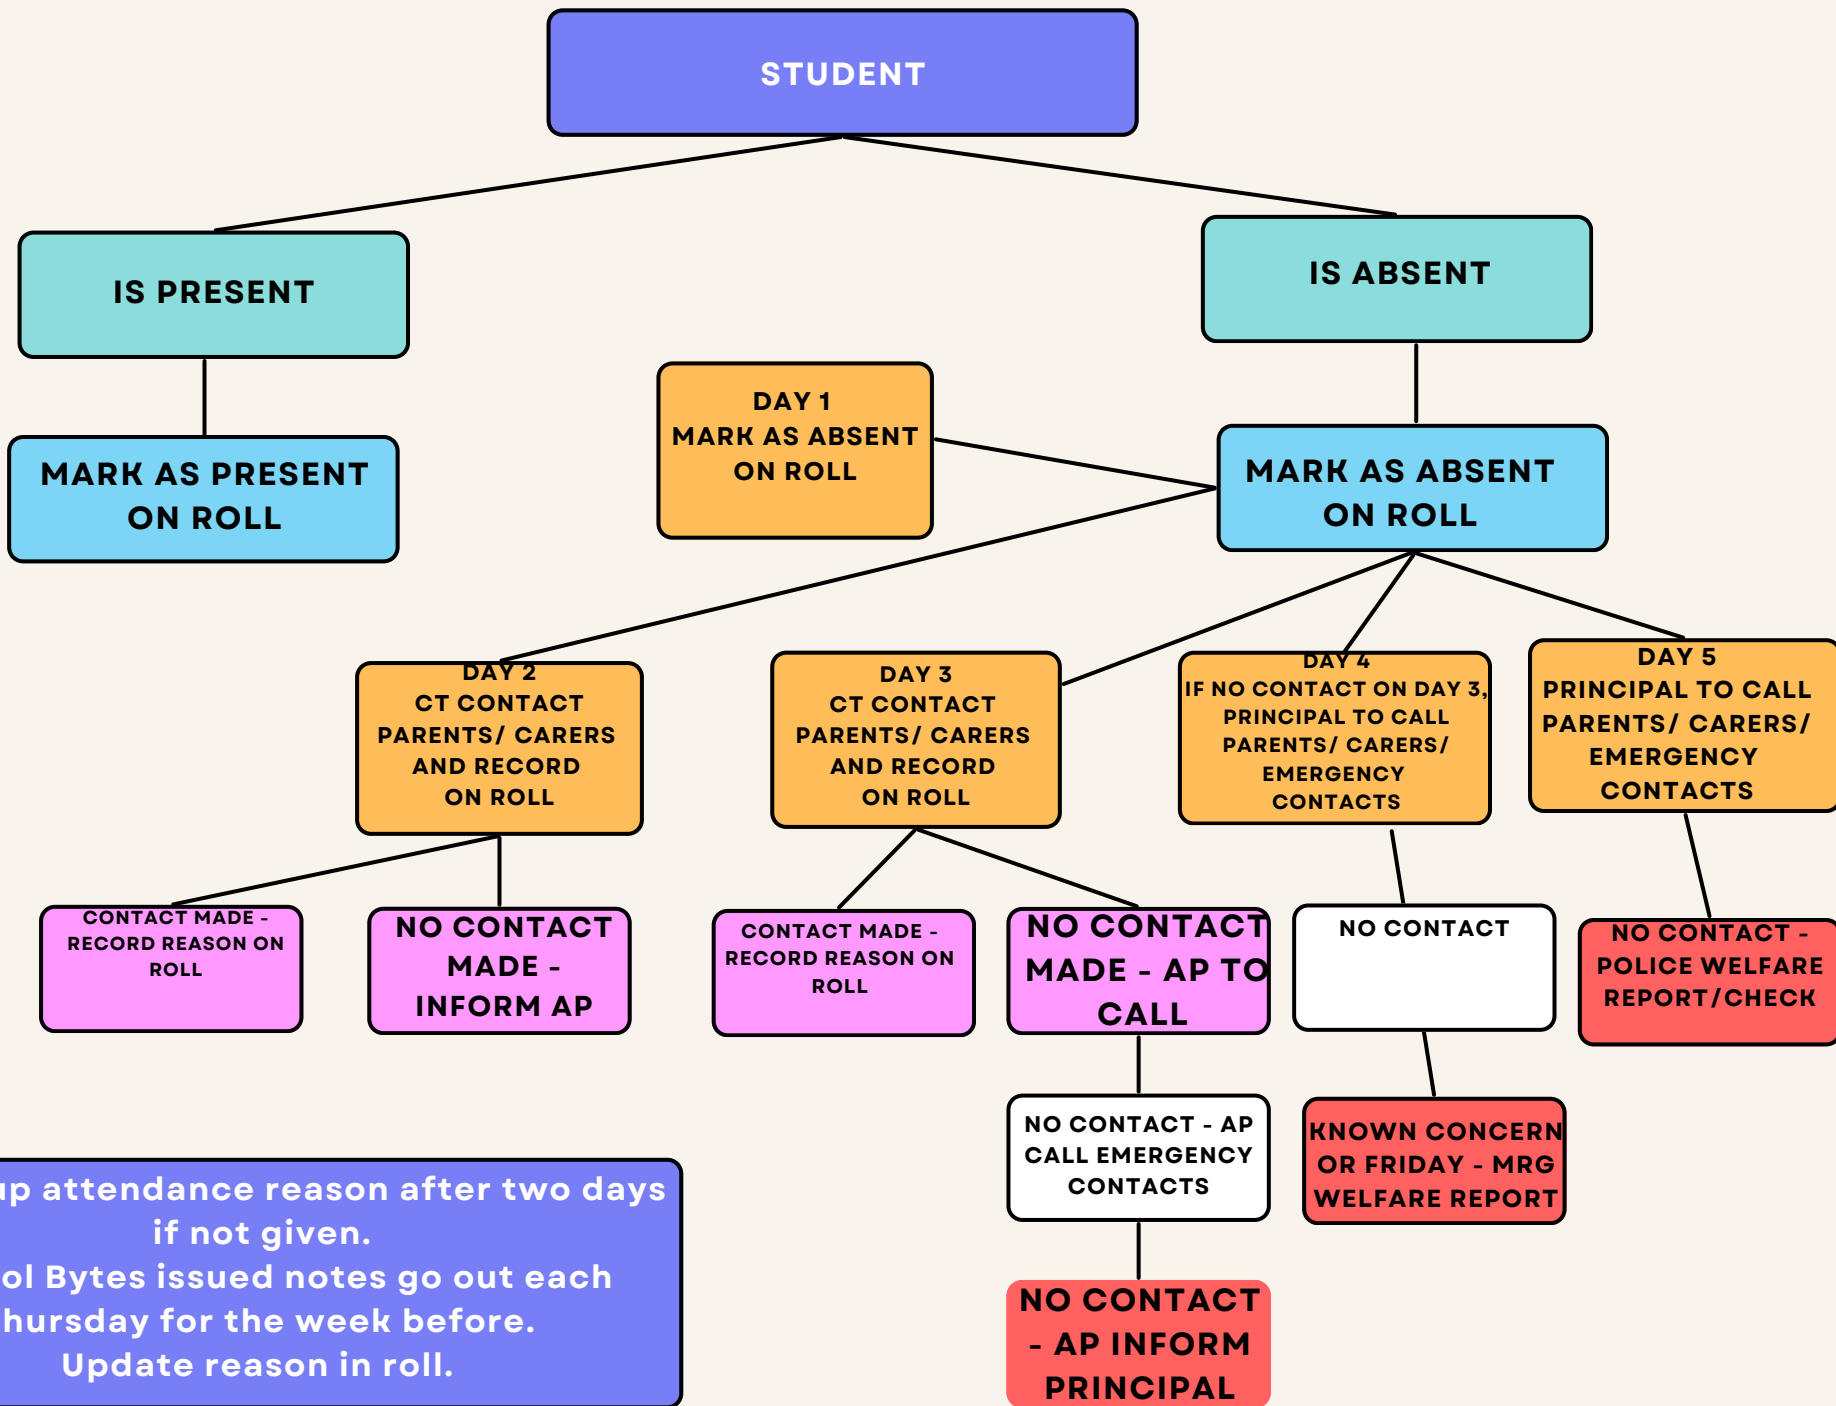 STUDENT
IS PRESENT
IS ABSENT
MARK AS PRESENT
ON ROLL
DAY 1
MARK AS ABSENT
ON ROLL
MARK AS ABSENT
ON ROLL
DAY 2
CT CONTACT
PARENTS/ CARERS
AND RECORD
ON ROLL
DAY 3
CT CONTACT
PARENTS/ CARERS
AND RECORD
ON ROLL
DAY 4
IF NO CONTACT ON DAY 3,
PRINCIPAL TO CALL
PARENTS/ CARERS/
EMERGENCY
CONTACTS
DAY 5
PRINCIPAL TO CALL
PARENTS/ CARERS/
EMERGENCY
CONTACTS
CONTACT MADE -
RECORD REASON ON
ROLL
NO CONTACT
MADE -
INFORM AP
CONTACT MADE -
RECORD REASON ON
ROLL
NO CONTACT
MADE - AP TO
CALL
NO CONTACT
NO CONTACT -
POLICE WELFARE
REPORT/CHECK
NO CONTACT - AP
CALL EMERGENCY
CONTACTS
KNOWN CONCERN
OR FRIDAY - MRG
WELFARE REPORT
NO CONTACT
- AP INFORM
PRINCIPAL
up attendance reason after two days
if not given.
ol Bytes issued notes go out each
hursday for the week before.
Update reason in roll.